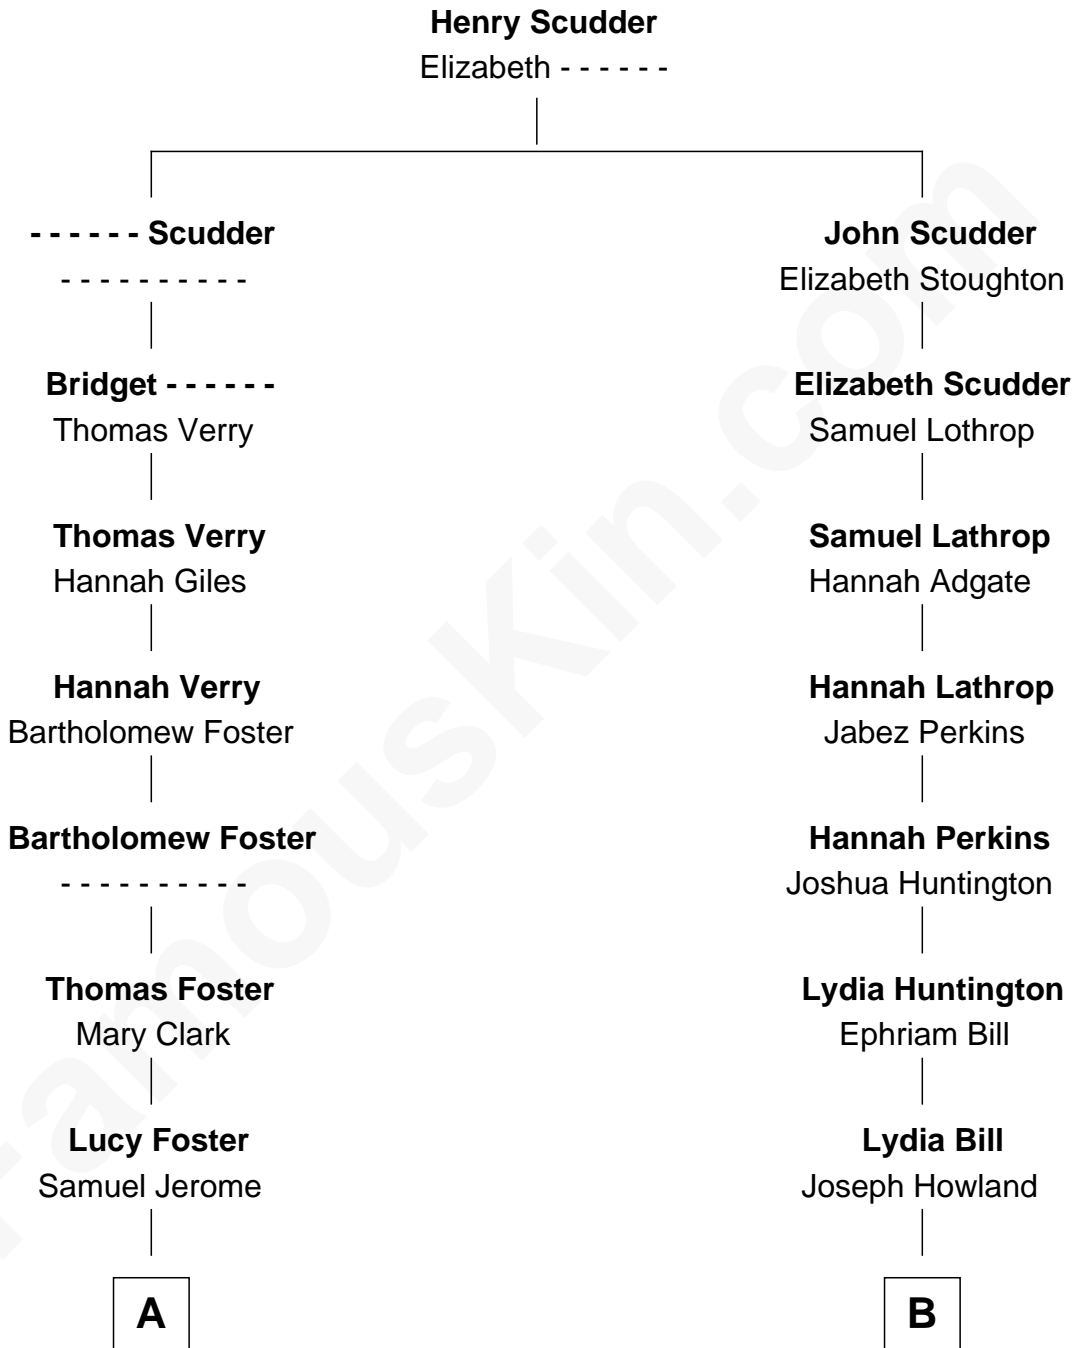 Henry Scudder
Elizabeth - - - - - -
- - - - - - Scudder
- - - - - - - - - -
Bridget - - - - - -
Thomas Verry
Thomas Verry
Hannah Giles
Hannah Verry
Bartholomew Foster
Bartholomew Foster
- - - - - - - - - -
Thomas Foster
Mary Clark
Lucy Foster
Samuel Jerome
A
John Scudder
Elizabeth Stoughton
Elizabeth Scudder
Samuel Lothrop
Samuel Lathrop
Hannah Adgate
Hannah Lathrop
Jabez Perkins
Hannah Perkins
Joshua Huntington
Lydia Huntington
Ephriam Bill
Lydia Bill
Joseph Howland
B
FamousKin.com